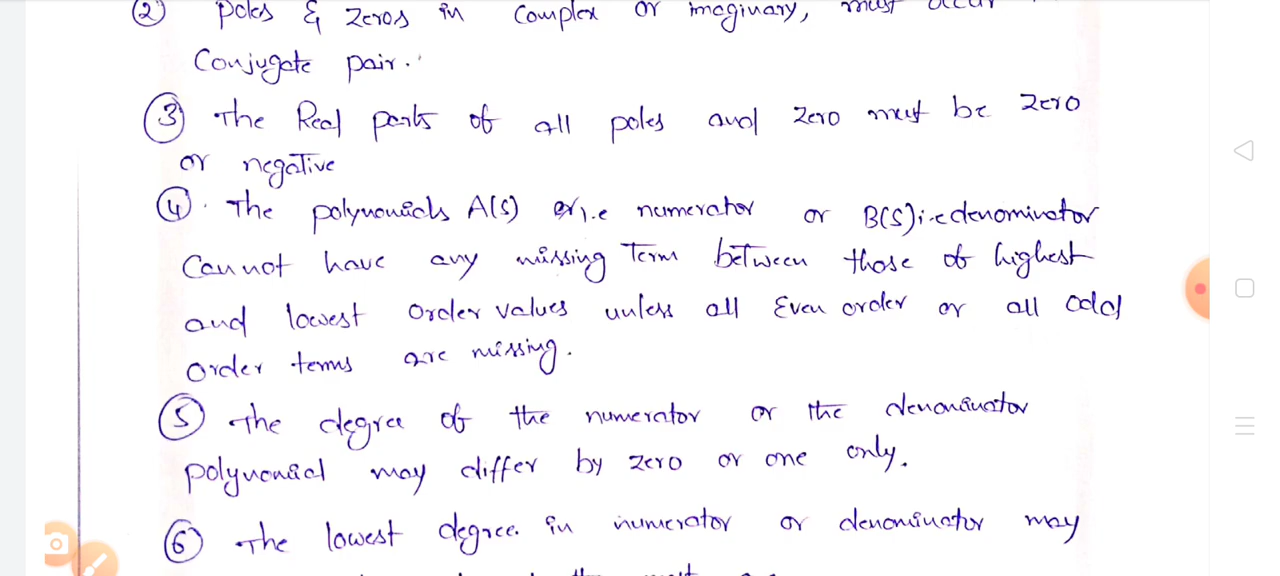 ② Poles & Zeros in Complex or imaginary, must occur
Conjugate pair.
③ The Real parts of all poles and zero must be zero
or negative
④. The polynomials A(s) or i.e numerator or B(s) i.e denominator
Cannot have any missing Term between those of highest
and lowest order values unless all Even order or all odd
order terms are missing.
⑤ The degree of the numerator or the denominator
polynomial may differ by zero or one only.
⑥ The lowest degree in numerator or denominator may